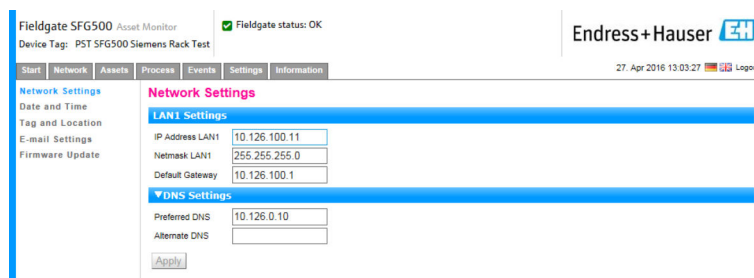 Fieldgate SFG500 Asset Monitor
Fieldgate status: OK
Device Tag: PST SFG500 Siemens Rack Test
Endress+Hauser EH
Start Network Assets Process Events Settings Information
27. Apr 2016 13:03:27
Network Settings
Date and Time
Tag and Location
E-mail Settings
Firmware Update
Network Settings
LAN1 Settings
IP Address LAN1 10.126.100.11
Netmask LAN1 255.255.255.0
Default Gateway 10.126.100.1
▼DNS Settings
Preferred DNS 10.126.0.10
Alternate DNS
Apply